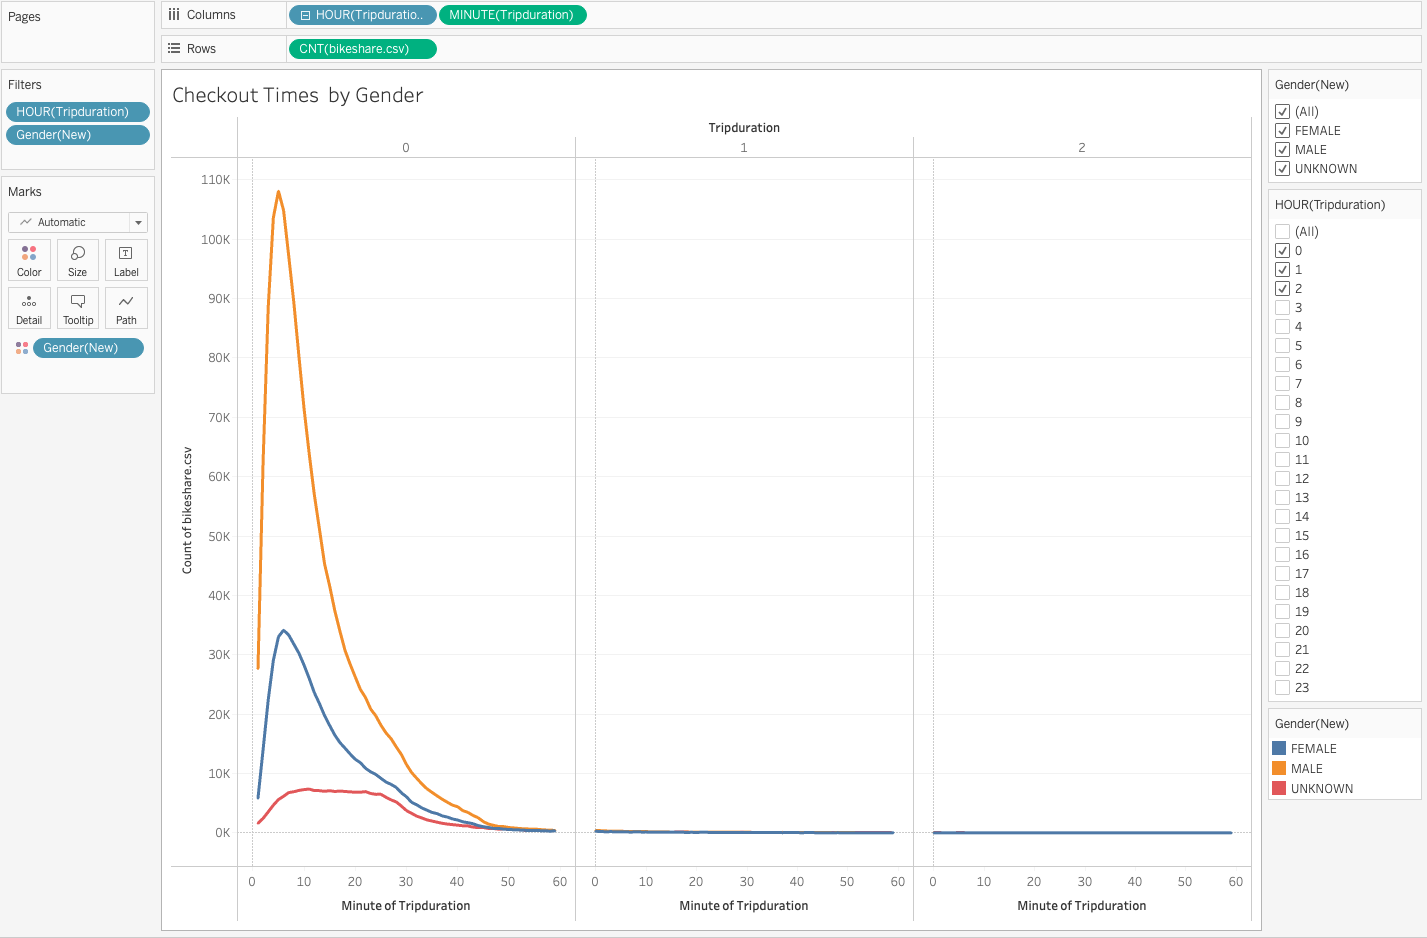 Pages
Columns
HOUR(Tripduratio..
MINUTE(Tripduration)
Rows
CNT(bikeshare.csv)
Filters
HOUR(Tripduration)
Gender(New)
Marks
Automatic
Color
Size
Label
Detail
Tooltip
Path
Gender(New)
Checkout Times  by Gender
Tripduration
0
1
2
Count of bikeshare.csv
110K
100K
90K
80K
70K
60K
50K
40K
30K
20K
10K
0K
0 10 20 30 40 50 60
0 10 20 30 40 50 60
0 10 20 30 40 50 60
Minute of Tripduration
Minute of Tripduration
Minute of Tripduration
Gender(New)
(All)
FEMALE
MALE
UNKNOWN
HOUR(Tripduration)
(All)
0
1
2
3
4
5
6
7
8
9
10
11
12
13
14
15
16
17
18
19
20
21
22
23
Gender(New)
FEMALE
MALE
UNKNOWN